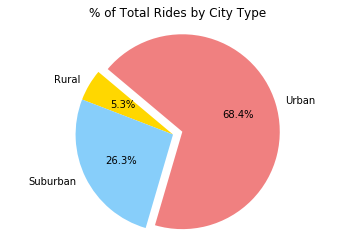 % of Total Rides by City Type
Rural
5.3%
Urban
68.4%
26.3%
Suburban